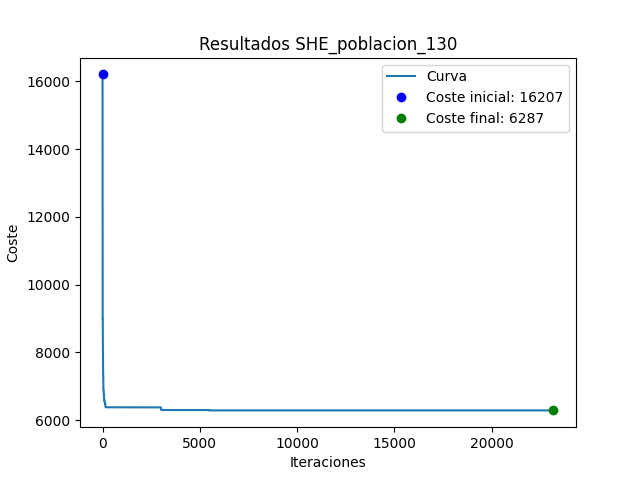 Resultados SHE_poblacion_130
Curva
Coste inicial: 16207
Coste final: 6287
Coste
16000
14000
12000
10000
8000
6000
0
5000
10000
15000
20000
Iteraciones